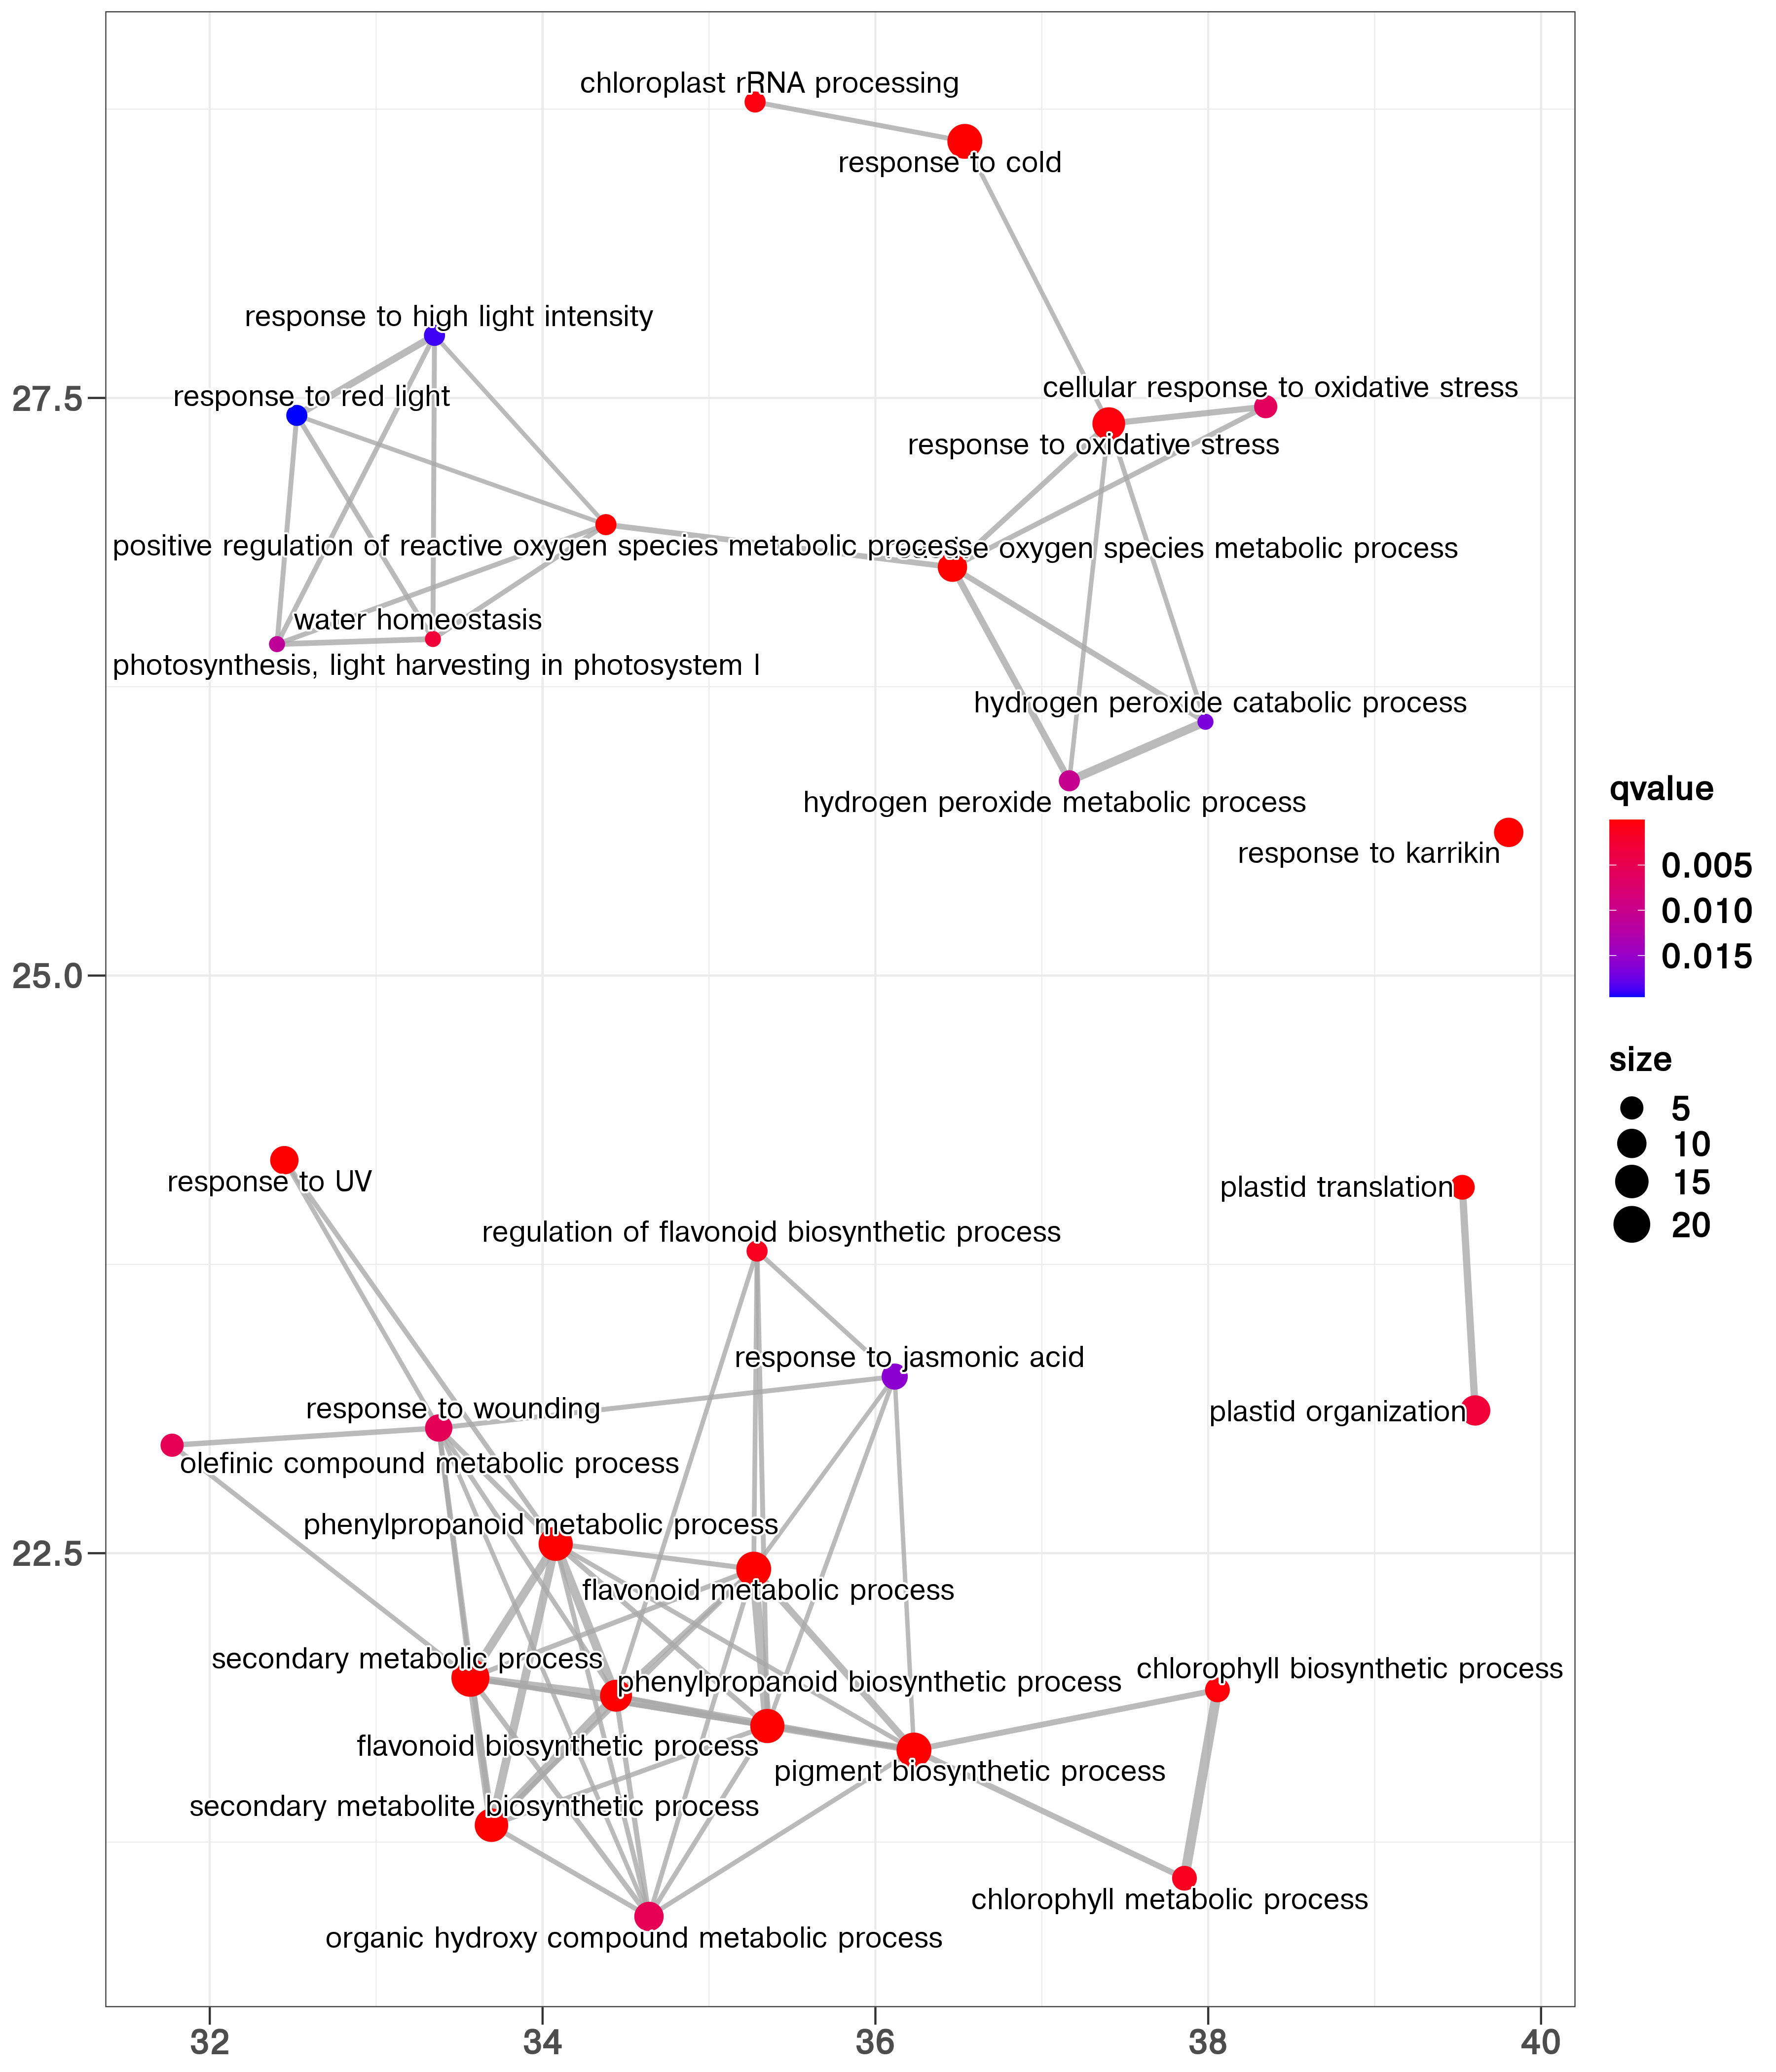 chloroplast rRNA processing
response to cold
response to high light intensity
cellular response to oxidative stress
response to red light
27.5
response to oxidative stress
positive regulation of reactive oxygen species metabolic process
oxygen species metabolic process
water homeostasis
photosynthesis, light harvesting in photosystem I
hydrogen peroxide catabolic process
hydrogen peroxide metabolic process
response to karrikin
25.0
response to UV
plastid translation
regulation of flavonoid biosynthetic process
response to jasmonic acid
response to wounding
plastid organization
olefinic compound metabolic process
phenylpropanoid metabolic process
22.5
flavonoid metabolic process
secondary metabolic process
chlorophyll biosynthetic process
phenylpropanoid biosynthetic process
flavonoid biosynthetic process
pigment biosynthetic process
secondary metabolite biosynthetic process
chlorophyll metabolic process
organic hydroxy compound metabolic process
32
34
36
38
40
qvalue
0.005
0.010
0.015
size
5
10
15
20